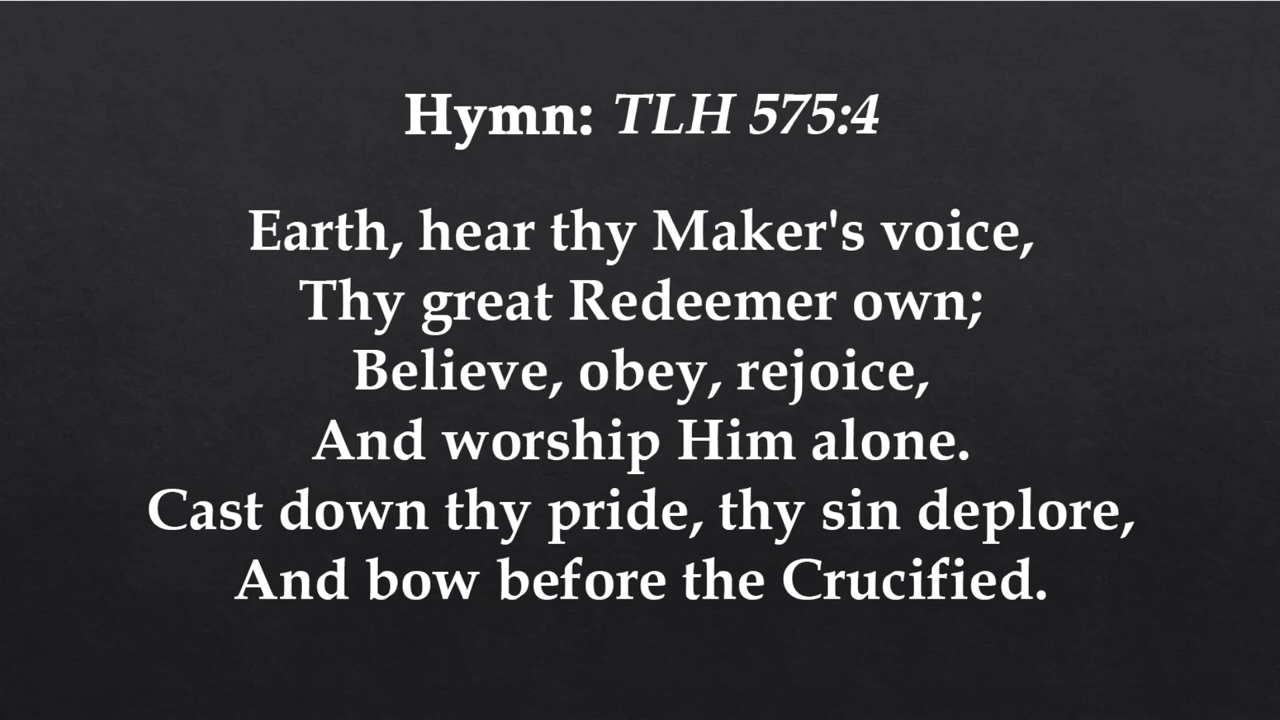 Hymn: TLH 575:4
Earth, hear thy Maker's voice,
Thy great Redeemer own;
Believe, obey, rejoice,
And worship Him alone.
Cast down thy pride, thy sin deplore,
And bow before the Crucified.